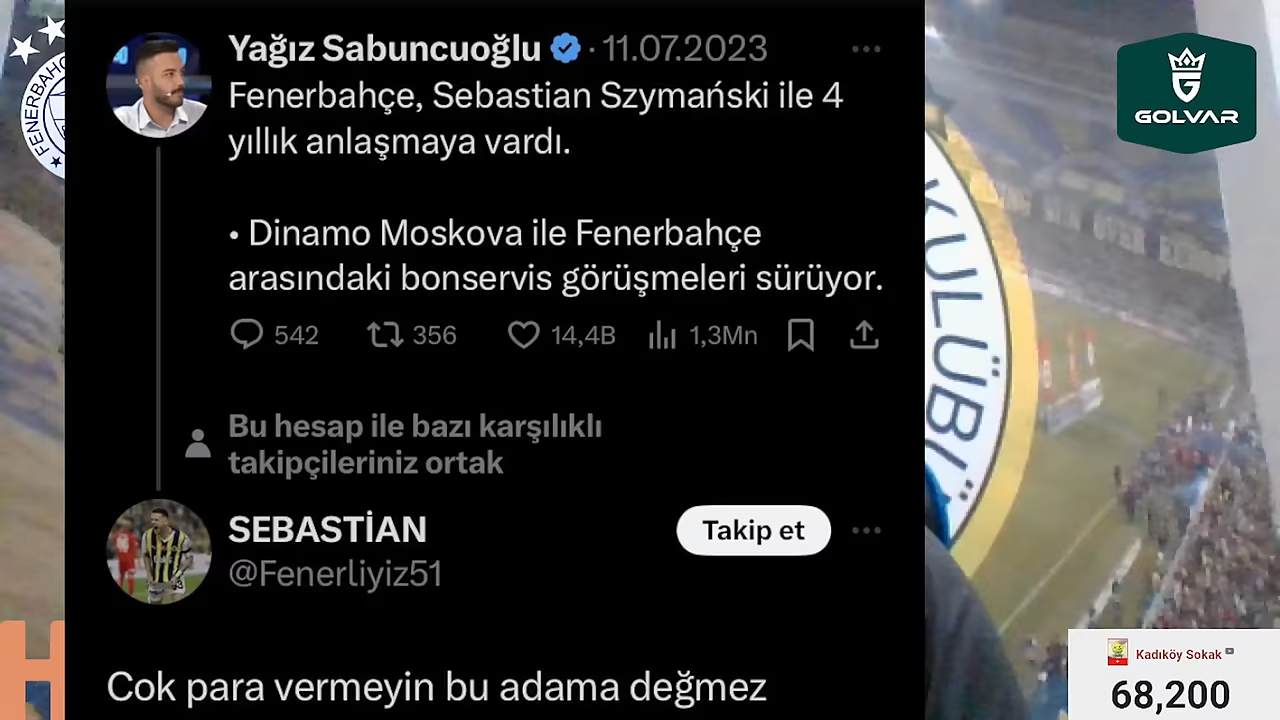 Yağız Sabuncuoğlu · 11.07.2023
Fenerbahçe, Sebastian Szymański ile 4
yıllık anlaşmaya vardı.
• Dinamo Moskova ile Fenerbahçe
arasındaki bonservis görüşmeleri sürüyor.
542 356 14,4B 1,3Mn
Bu hesap ile bazı karşılıklı
takipçileriniz ortak
SEBASTİAN
Takip et
@Fenerliyiz51
Cok para vermeyin bu adama değmez
FENERBAHÇ
KULÜBÜ
GOLVAR
Kadıköy Sokak
68,200